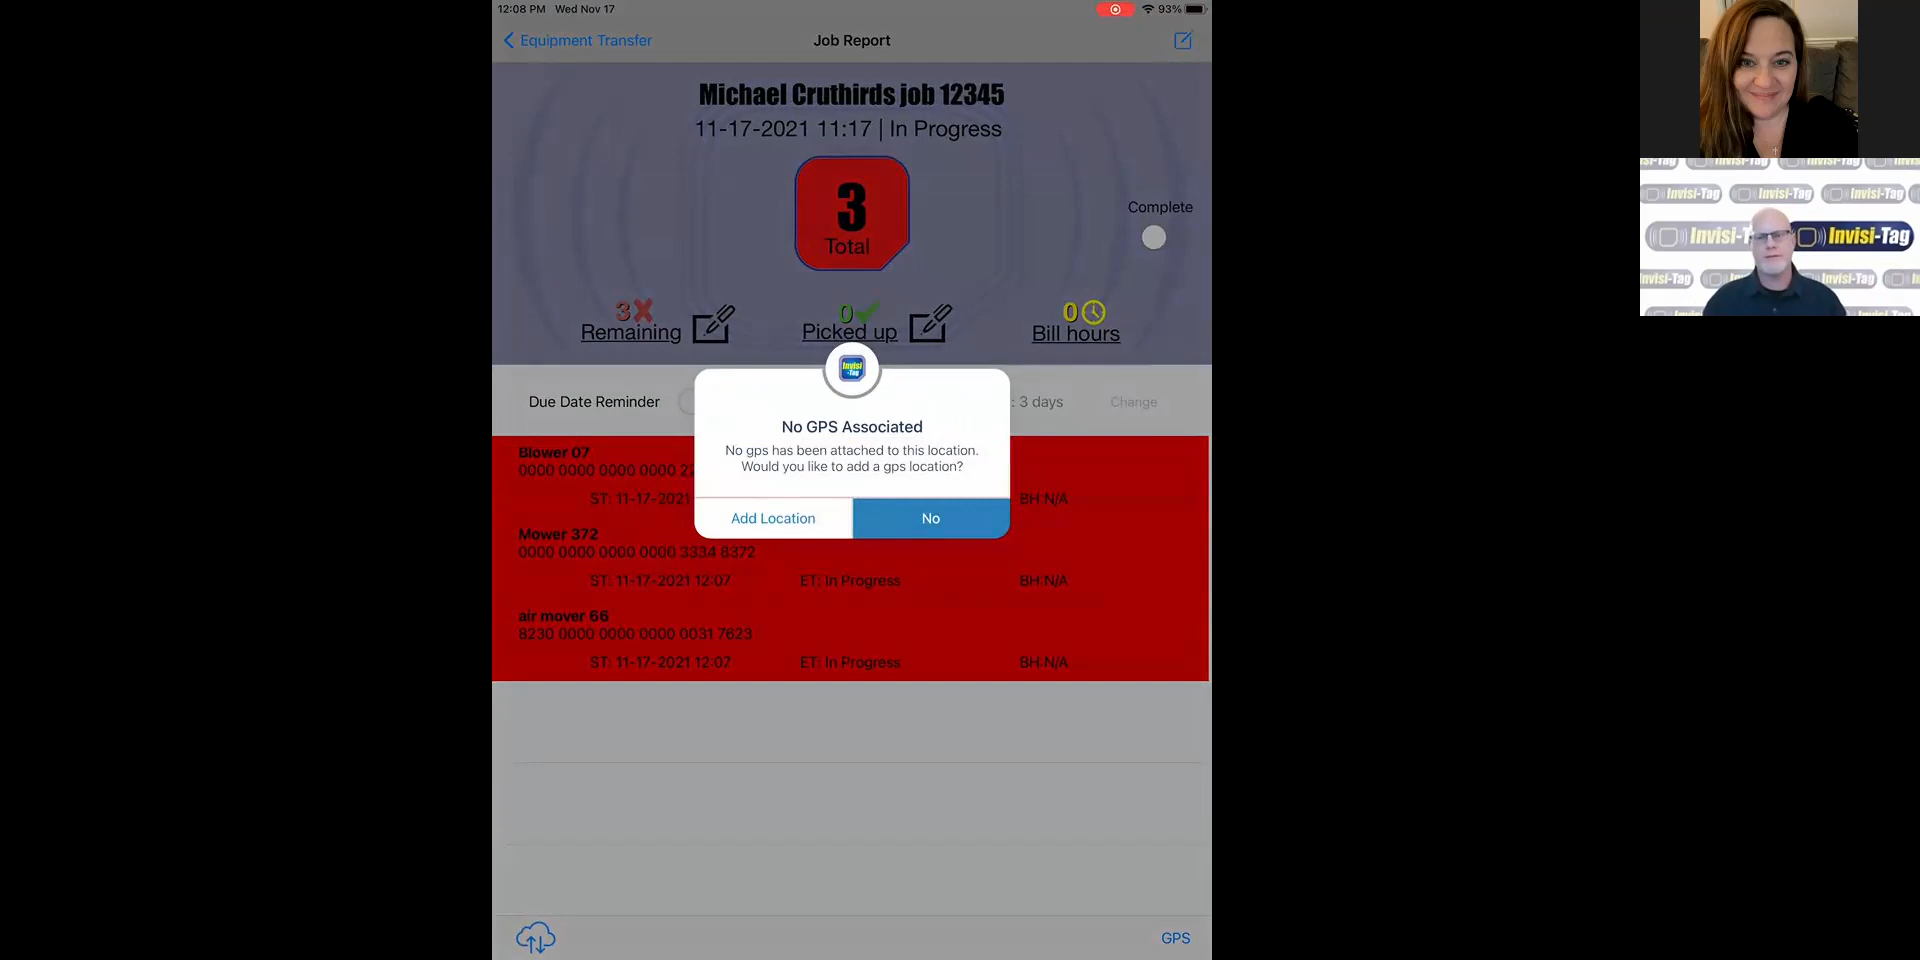 12:08 PM Wed Nov 17
93%
Equipment Transfer
Job Report
Michael Cruthirds job 12345
11-17-2021 11:17 | In Progress
3
Total
Complete
3
Remaining
0
Picked up
0
Bill hours
Due Date Reminder
: 3 days
Change
Invisi-Tag
No GPS Associated
No gps has been attached to this location.
Would you like to add a gps location?
Add Location
No
Blower 07
0000 0000 0000 0000 22
ST: 11-17-2021
BH:N/A
Mower 372
0000 0000 0000 0000 3334 8372
ST: 11-17-2021 12:07
ET: In Progress
BH:N/A
air mover 66
8230 0000 0000 0000 0031 7623
ST: 11-17-2021 12:07
ET: In Progress
BH:N/A
GPS
Invisi-Tag
Invisi-Tag
Invisi-Tag
Invisi-T
Invisi-Tag
Invisi-Tag